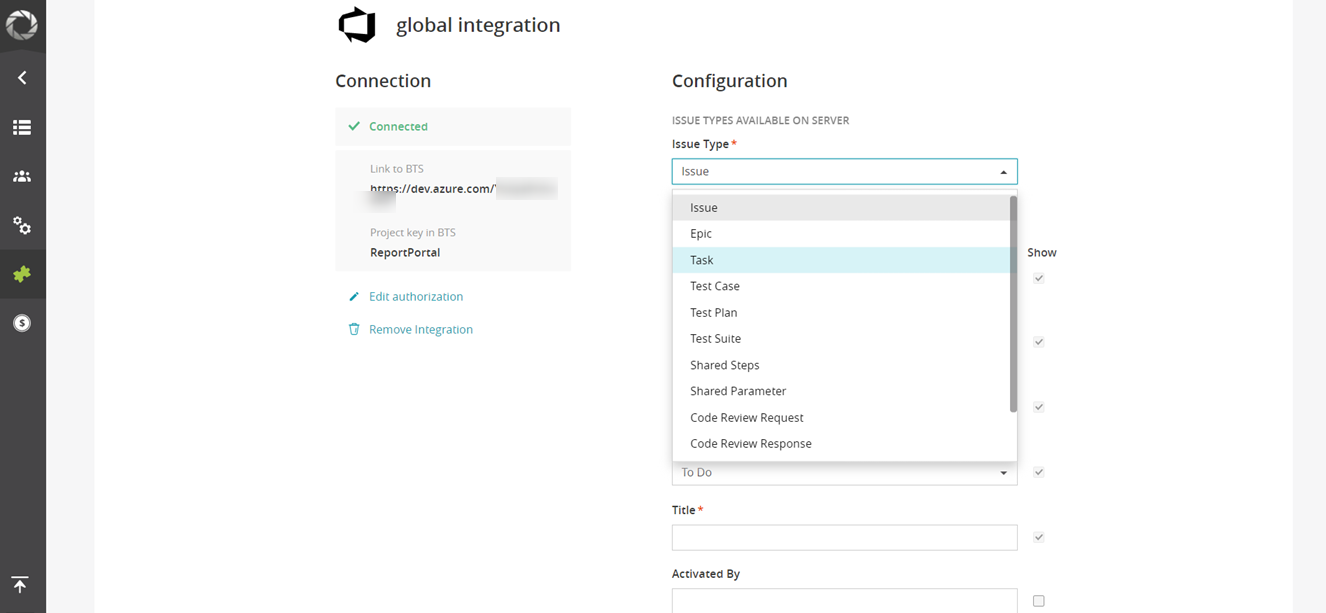 global integration
Connection
Connected
Link to BTS
https://dev.azure.com/
Project key in BTS
ReportPortal
Edit authorization
Remove Integration
Configuration
ISSUE TYPES AVAILABLE ON SERVER
Issue Type *
Issue
Issue
Epic
Task
Test Case
Test Plan
Test Suite
Shared Steps
Shared Parameter
Code Review Request
Code Review Response
Show
To Do
Title *
Activated By
$